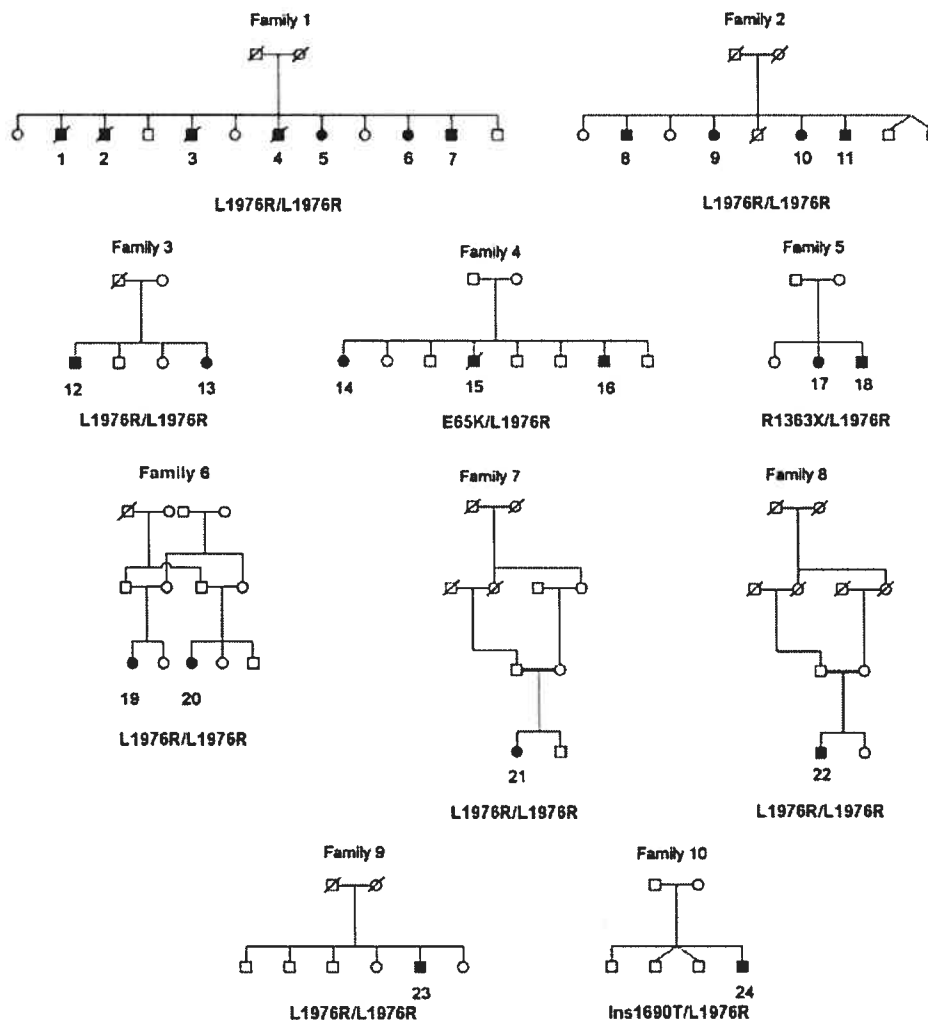 Family 1
Family 2
1 2 3 4 5 6 7
8 9 10 11
L1976R/L1976R
L1976R/L1976R
Family 3
Family 4
Family 5
12 13
14 15 16
17 18
L1976R/L1976R
E65K/L1976R
R1363X/L1976R
Family 6
Family 7
Family 8
19 20
L1976R/L1976R
21
22
L1976R/L1976R
L1976R/L1976R
Family 9
Family 10
23
24
L1976R/L1976R
Ins1690T/L1976R